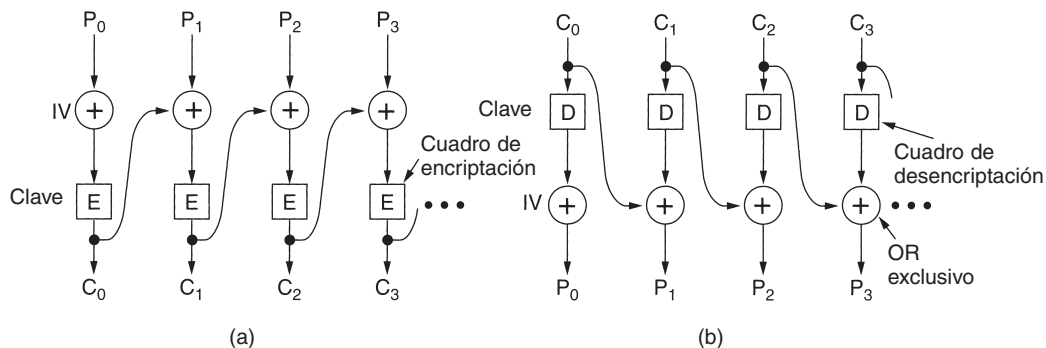 P0 P1 P2 P3
IV + + + +
Cuadro de
encriptación
Clave E E E E
C0 C1 C2 C3
(a)
C0 C1 C2 C3
Clave D D D D
Cuadro de
desencriptación
IV + + + +
OR
exclusivo
P0 P1 P2 P3
(b)